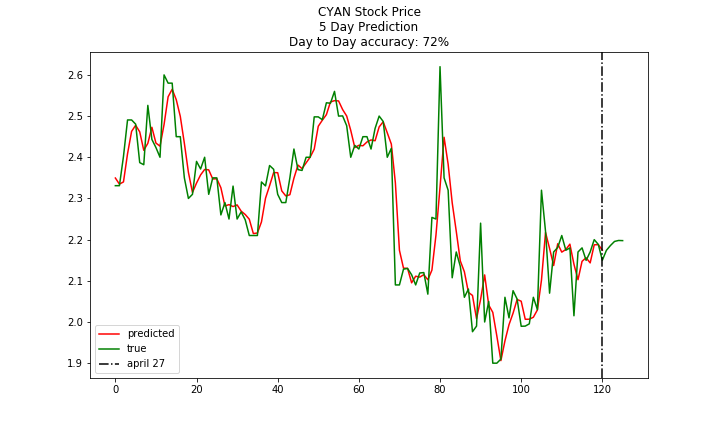 CYAN Stock Price
5 Day Prediction
Day to Day accuracy: 72%
2.6
2.5
2.4
2.3
2.2
2.1
2.0
1.9
predicted
true
april 27
0 20 40 60 80 100 120